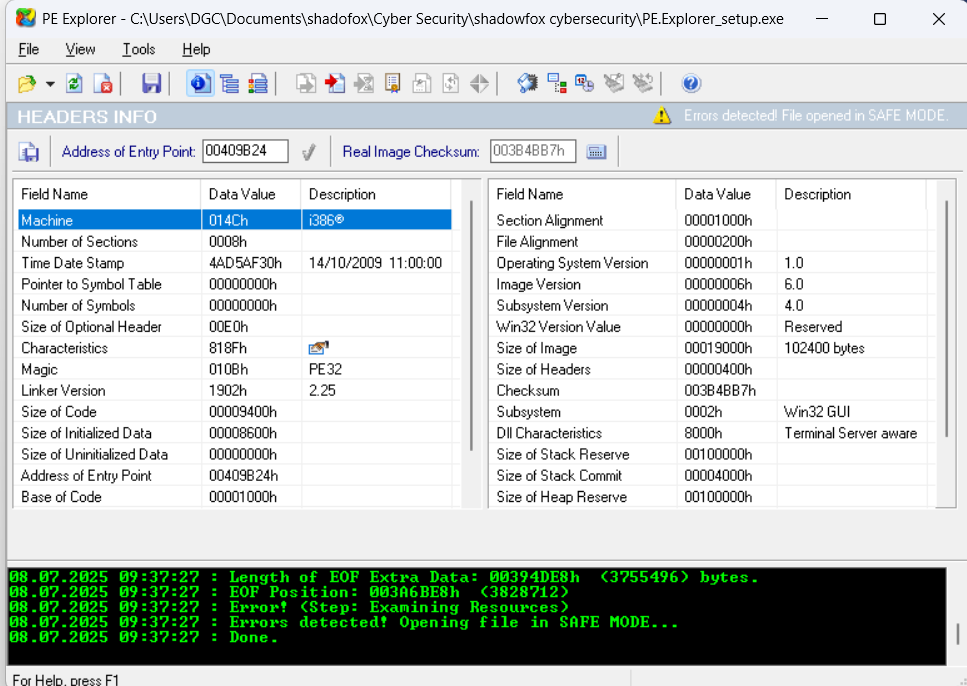 PE Explorer - C:\Users\DGC\Documents\shadofox\Cyber Security\shadowfox cybersecurity\PE.Explorer_setup.exe
File View Tools Help
HEADERS INFO
Errors detected! File opened in SAFE MODE.
Address of Entry Point: 00409B24 Real Image Checksum: 003B4BB7h
Field Name Data Value Description
Machine 014Ch i386®
Number of Sections 0008h
Time Date Stamp 4AD5AF30h 14/10/2009 11:00:00
Pointer to Symbol Table 00000000h
Number of Symbols 00000000h
Size of Optional Header 00E0h
Characteristics 818Fh
Magic 010Bh PE32
Linker Version 1902h 2.25
Size of Code 00009400h
Size of Initialized Data 00008600h
Size of Uninitialized Data 00000000h
Address of Entry Point 00409B24h
Base of Code 00001000h
Field Name Data Value Description
Section Alignment 00001000h
File Alignment 00000200h
Operating System Version 00000001h 1.0
Image Version 00000006h 6.0
Subsystem Version 00000004h 4.0
Win32 Version Value 00000000h Reserved
Size of Image 00019000h 102400 bytes
Size of Headers 00000400h
Checksum 003B4BB7h
Subsystem 0002h Win32 GUI
Dll Characteristics 8000h Terminal Server aware
Size of Stack Reserve 00100000h
Size of Stack Commit 00004000h
Size of Heap Reserve 00100000h
08.07.2025 09:37:27 : Length of EOF Extra Data: 00394DE8h (3755496) bytes.
08.07.2025 09:37:27 : EOF Position: 003A6BE8h (3828712)
08.07.2025 09:37:27 : Error! (Step: Examining Resources)
08.07.2025 09:37:27 : Errors detected! Opening file in SAFE MODE...
08.07.2025 09:37:27 : Done.
For Help, press F1